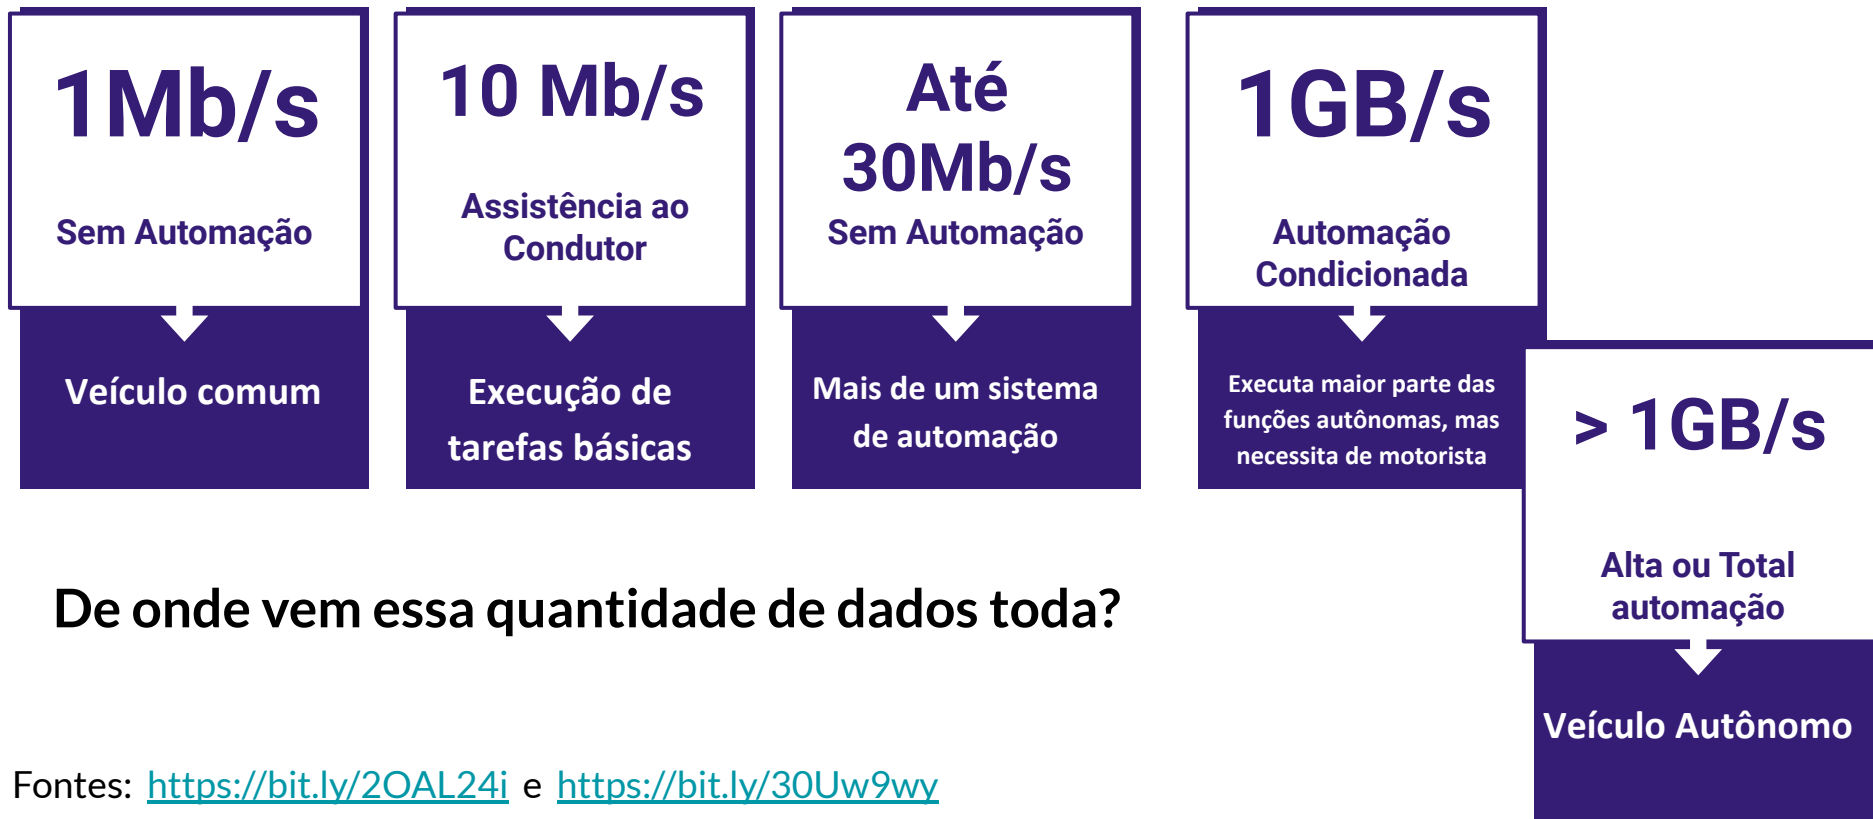 1Mb/s
Sem Automação
Veículo comum
10 Mb/s
Assistência ao
Condutor
Execução de
tarefas básicas
Até
30Mb/s
Sem Automação
Mais de um sistema
de automação
1GB/s
Automação
Condicionada
Executa maior parte das
funções autônomas, mas
necessita de motorista
> 1GB/s
Alta ou Total
automação
Veículo Autônomo
De onde vem essa quantidade de dados toda?
Fontes: https://bit.ly/2OAL24i e https://bit.ly/30Uw9wy